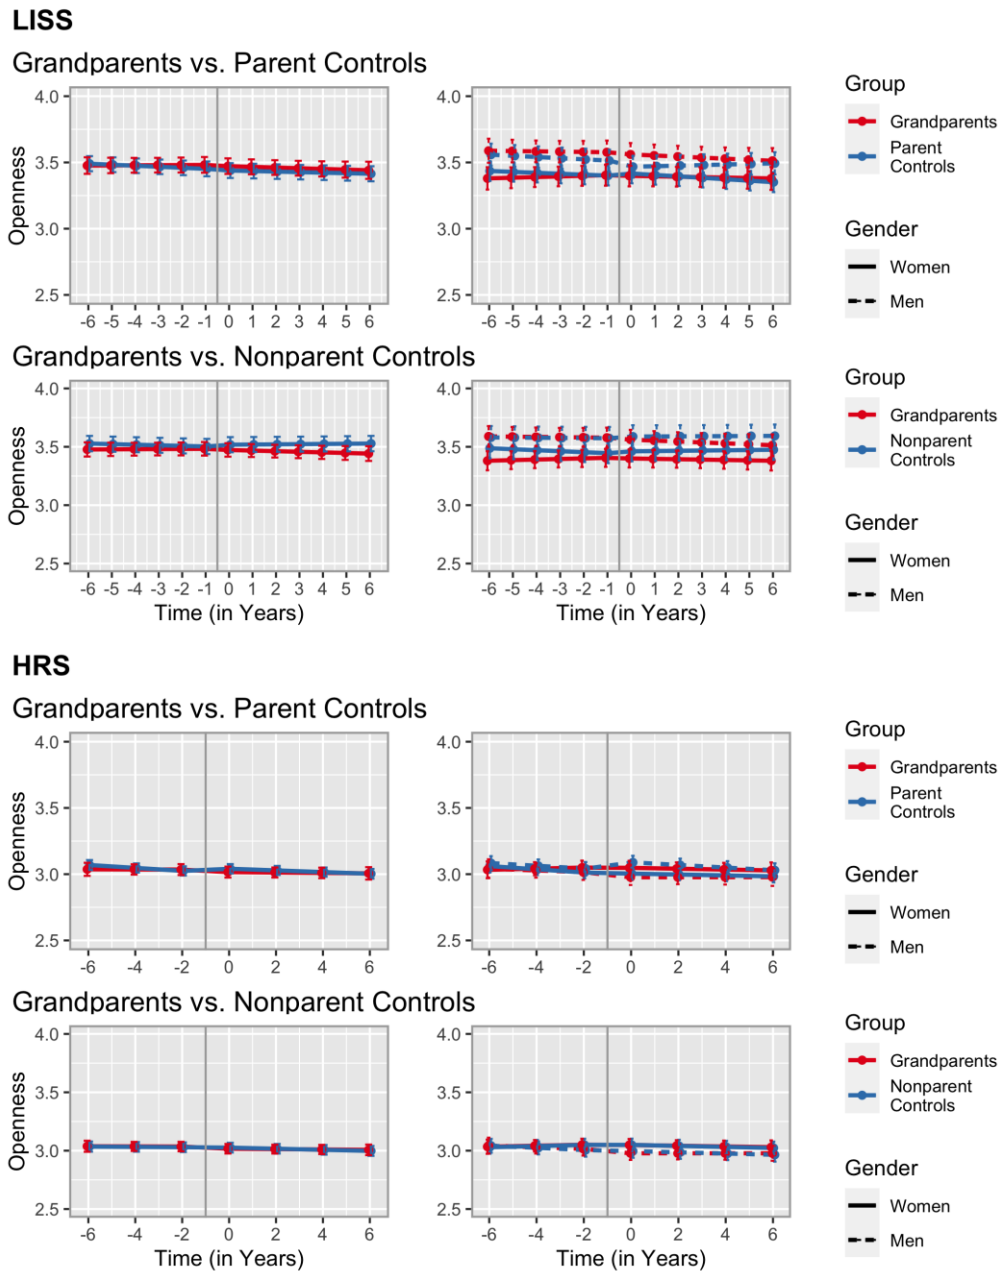 LISS
Grandparents vs. Parent Controls
Openness
4.0
3.5
3.0
2.5
-6 -5 -4 -3 -2 -1 0 1 2 3 4 5 6
4.0
3.5
3.0
2.5
-6 -5 -4 -3 -2 -1 0 1 2 3 4 5 6
Group
Grandparents
Parent
Controls
Gender
Women
Men
Grandparents vs. Nonparent Controls
Openness
4.0
3.5
3.0
2.5
-6 -5 -4 -3 -2 -1 0 1 2 3 4 5 6
Time (in Years)
4.0
3.5
3.0
2.5
-6 -5 -4 -3 -2 -1 0 1 2 3 4 5 6
Time (in Years)
Group
Grandparents
Nonparent
Controls
Gender
Women
Men
HRS
Grandparents vs. Parent Controls
Openness
4.0
3.5
3.0
2.5
-6 -4 -2 0 2 4 6
4.0
3.5
3.0
2.5
-6 -4 -2 0 2 4 6
Group
Grandparents
Parent
Controls
Gender
Women
Men
Grandparents vs. Nonparent Controls
Openness
4.0
3.5
3.0
2.5
-6 -4 -2 0 2 4 6
Time (in Years)
4.0
3.5
3.0
2.5
-6 -4 -2 0 2 4 6
Time (in Years)
Group
Grandparents
Nonparent
Controls
Gender
Women
Men